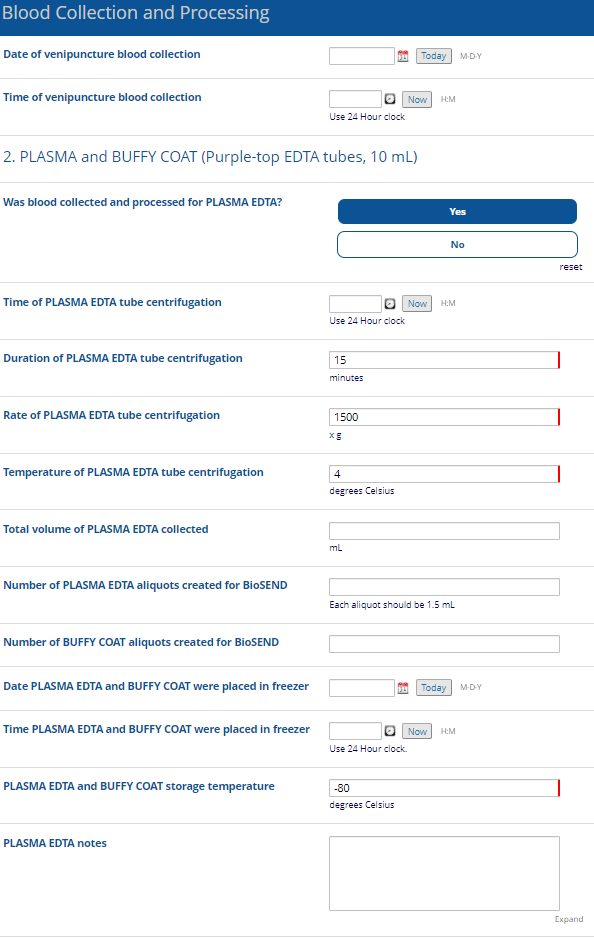 Blood Collection and Processing
Date of venipuncture blood collection
Today M-D-Y
Time of venipuncture blood collection
Now H:M
Use 24 Hour clock
2. PLASMA and BUFFY COAT (Purple-top EDTA tubes, 10 mL)
Was blood collected and processed for PLASMA EDTA?
Yes
No
reset
Time of PLASMA EDTA tube centrifugation
Now H:M
Use 24 Hour clock
Duration of PLASMA EDTA tube centrifugation
15
minutes
Rate of PLASMA EDTA tube centrifugation
1500
x g
Temperature of PLASMA EDTA tube centrifugation
4
degrees Celsius
Total volume of PLASMA EDTA collected
mL
Number of PLASMA EDTA aliquots created for BioSEND
Each aliquot should be 1.5 mL
Number of BUFFY COAT aliquots created for BioSEND
Date PLASMA EDTA and BUFFY COAT were placed in freezer
Today M-D-Y
Time PLASMA EDTA and BUFFY COAT were placed in freezer
Now H:M
Use 24 Hour clock.
PLASMA EDTA and BUFFY COAT storage temperature
-80
degrees Celsius
PLASMA EDTA notes
Expand